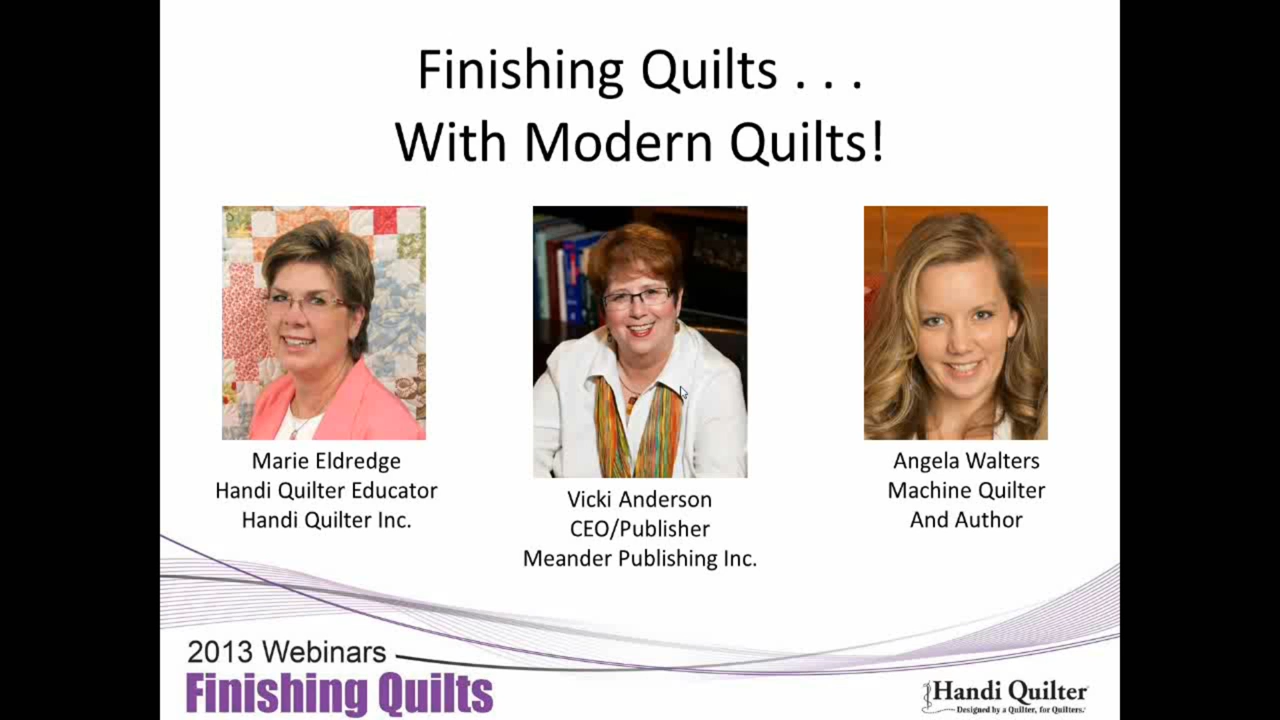 Finishing Quilts . . .
With Modern Quilts!
Marie Eldredge
Handi Quilter Educator
Handi Quilter Inc.
Vicki Anderson
CEO/Publisher
Meander Publishing Inc.
Angela Walters
Machine Quilter
And Author
2013 Webinars
Finishing Quilts
Handi Quilter
Designed by a Quilter, for Quilters.